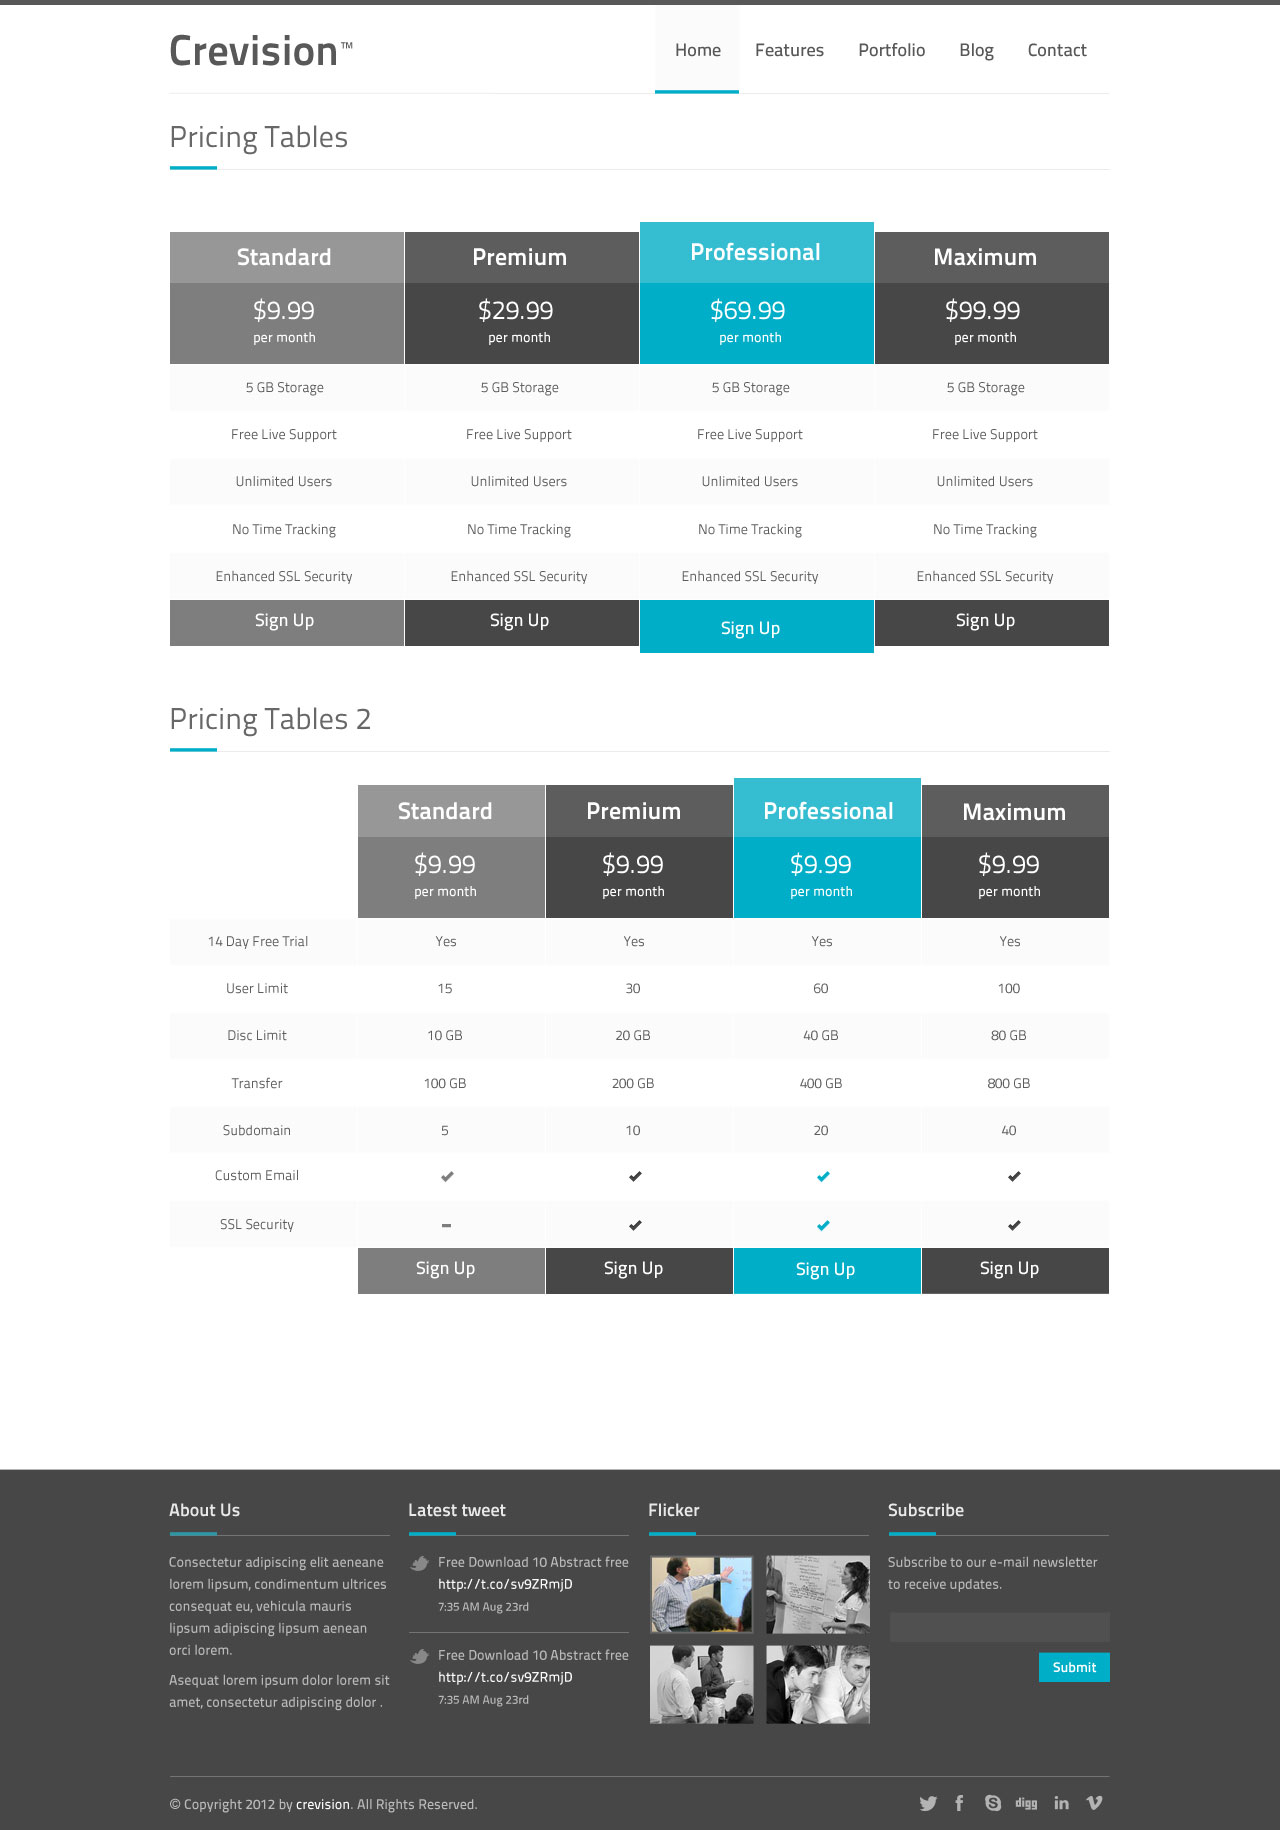 Crevision™
Home Features Portfolio Blog Contact
Pricing Tables
Standard Premium Professional Maximum
$9.99 $29.99 $69.99 $99.99
per month per month per month per month
5 GB Storage 5 GB Storage 5 GB Storage 5 GB Storage
Free Live Support Free Live Support Free Live Support Free Live Support
Unlimited Users Unlimited Users Unlimited Users Unlimited Users
No Time Tracking No Time Tracking No Time Tracking No Time Tracking
Enhanced SSL Security Enhanced SSL Security Enhanced SSL Security Enhanced SSL Security
Sign Up Sign Up Sign Up Sign Up
Pricing Tables 2
Standard Premium Professional Maximum
$9.99 $9.99 $9.99 $9.99
per month per month per month per month
14 Day Free Trial Yes Yes Yes Yes
User Limit 15 30 60 100
Disc Limit 10 GB 20 GB 40 GB 80 GB
Transfer 100 GB 200 GB 400 GB 800 GB
Subdomain 5 10 20 40
Custom Email
SSL Security
Sign Up Sign Up Sign Up Sign Up
About Us
Consectetur adipiscing elit aeneane
lorem lipsum, condimentum ultrices
consequat eu, vehicula mauris
lipsum adipiscing lipsum aenean
orci lorem.
Asequat lorem ipsum dolor lorem sit
amet, consectetur adipiscing dolor .
Latest tweet
Free Download 10 Abstract free
http://t.co/sv9ZRmjD
7:35 AM Aug 23rd
Free Download 10 Abstract free
http://t.co/sv9ZRmjD
7:35 AM Aug 23rd
Flicker
Subscribe
Subscribe to our e-mail newsletter
to receive updates.
Submit
© Copyright 2012 by crevision. All Rights Reserved.
digg in